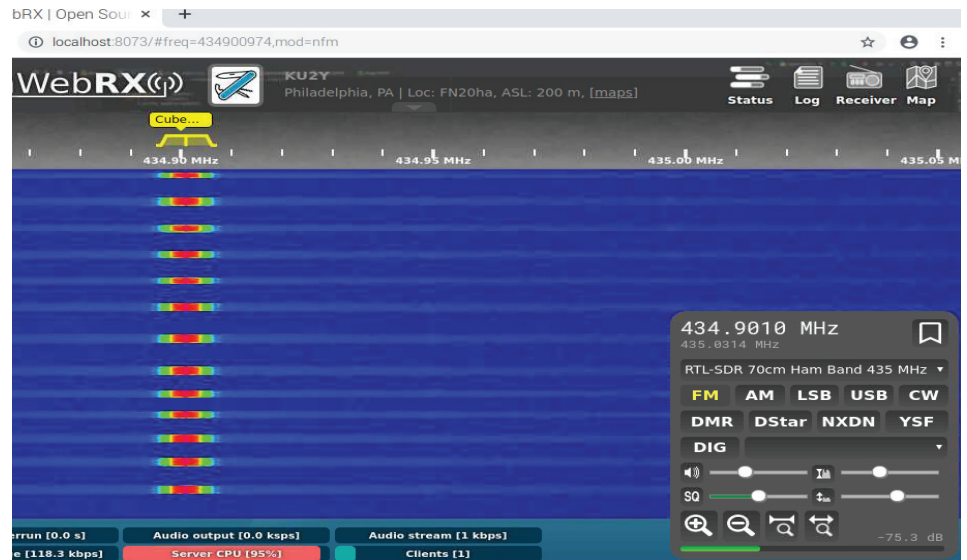 bRX | Open Sou × +
localhost:8073/#freq=434900974,mod=nfm
WebRX
KU2Y
Philadelphia, PA | Loc: FN20ha, ASL: 200 m, [maps]
Status Log Receiver Map
Cube...
434.90 MHz 434.95 MHz 435.00 MHz 435.05 M
434.9010 MHz
435.0314 MHz
RTL-SDR 70cm Ham Band 435 MHz
FM AM LSB USB CW
DMR DStar NXDN YSF
DIG
SQ
-75.3 dB
errun [0.0 s] Audio output [0.0 ksps] Audio stream [1 kbps]
e [118.3 kbps] Server CPU [95%] Clients [1]